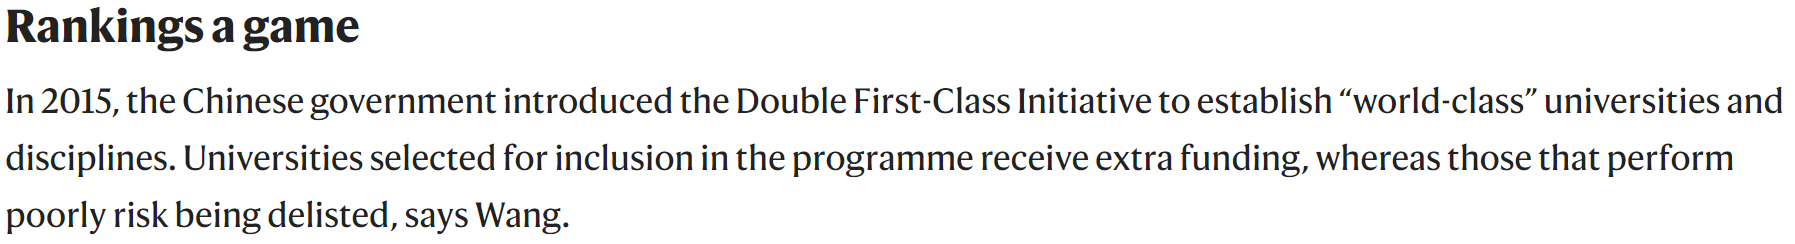 Rankings a game
In 2015, the Chinese government introduced the Double First-Class Initiative to establish “world-class” universities and
disciplines. Universities selected for inclusion in the programme receive extra funding, whereas those that perform
poorly risk being delisted, says Wang.